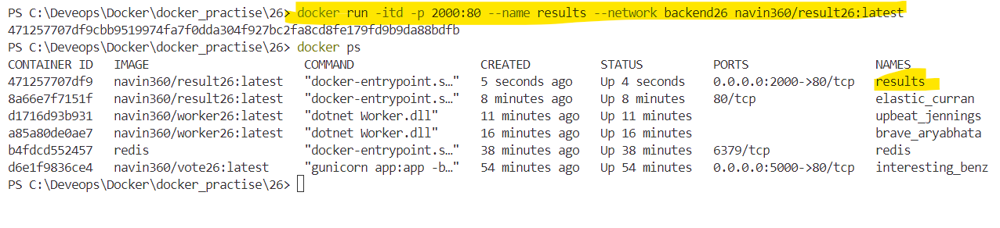 PS C:\Deveops\Docker\docker_practise\26> docker run -itd -p 2000:80 --name results --network backend26 navin360/result26:latest
471257707df9cbb9519974fa7f0dda304f927bc2fa8cd8fe179fd9b9da88bdfb
PS C:\Deveops\Docker\docker_practise\26> docker ps
CONTAINER ID   IMAGE                      COMMAND                  CREATED          STATUS          PORTS                  NAMES
471257707df9   navin360/result26:latest   "docker-entrypoint.s…"   5 seconds ago    Up 4 seconds    0.0.0.0:2000->80/tcp   results
8a66e7f7151f   navin360/result26:latest   "docker-entrypoint.s…"   8 minutes ago    Up 8 minutes    80/tcp                 elastic_curran
d1716d93b931   navin360/worker26:latest   "dotnet Worker.dll"      11 minutes ago   Up 11 minutes                          upbeat_jennings
a85a80de0ae7   navin360/worker26:latest   "dotnet Worker.dll"      16 minutes ago   Up 16 minutes                          brave_aryabhata
b4fdcd552457   redis                      "docker-entrypoint.s…"   38 minutes ago   Up 38 minutes   6379/tcp               redis
d6e1f9836ce4   navin360/vote26:latest     "gunicorn app:app -b…"   54 minutes ago   Up 54 minutes   0.0.0.0:5000->80/tcp   interesting_benz
PS C:\Deveops\Docker\docker_practise\26>